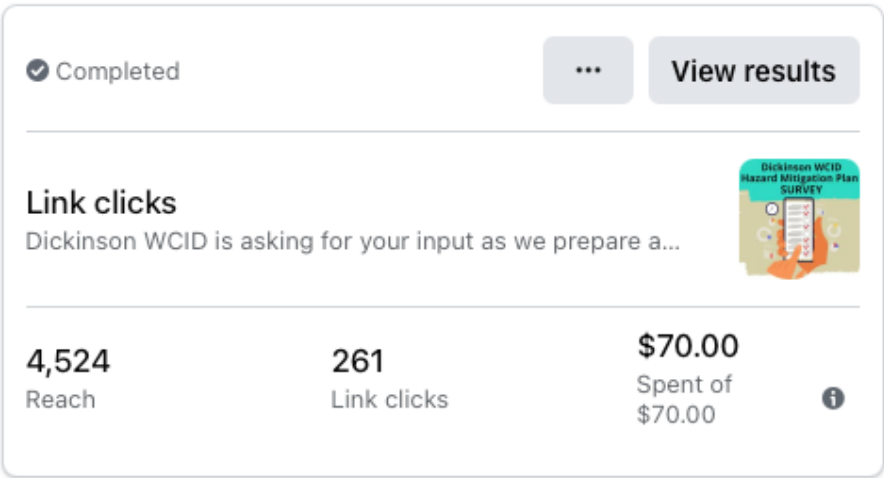 Completed
...
View results
Link clicks
Dickinson WCID is asking for your input as we prepare a...
Dickinson WCID
Hazard Mitigation Plan
SURVEY
4,524
Reach
261
Link clicks
$70.00
Spent of
$70.00